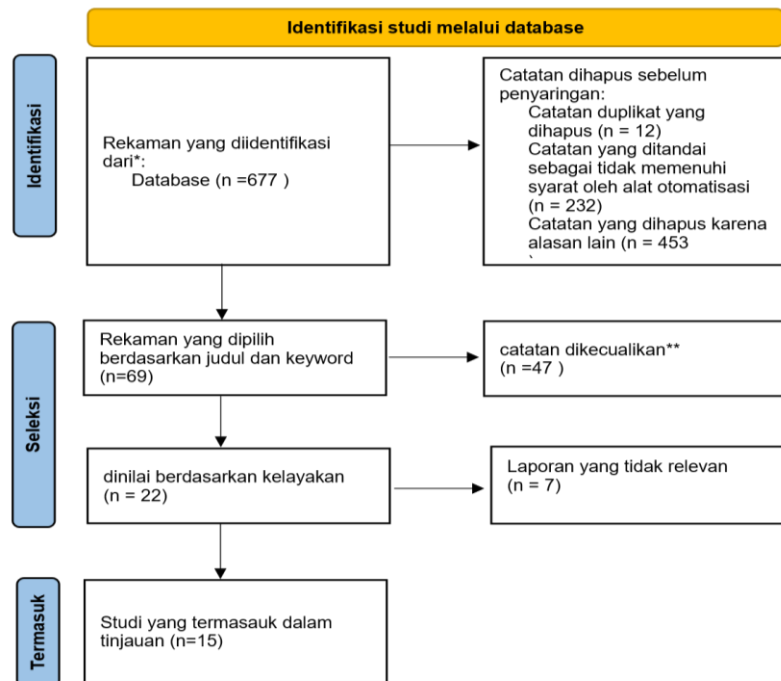 Identifikasi studi melalui database
Identifikasi
Rekaman yang diidentifikasi
dari*:
Database (n =677 )
Catatan dihapus sebelum
penyaringan:
Catatan duplikat yang
dihapus (n = 12)
Catatan yang ditandai
sebagai tidak memenuhi
syarat oleh alat otomatisasi
(n = 232)
Catatan yang dihapus karena
alasan lain (n = 453
)
Seleksi
Rekaman yang dipilih
berdasarkan judul dan keyword
(n=69)
catatan dikecualikan**
(n =47 )
dinilai berdasarkan kelayakan
(n = 22)
Laporan yang tidak relevan
(n = 7)
Termasuk
Studi yang termasauk dalam
tinjauan (n=15)